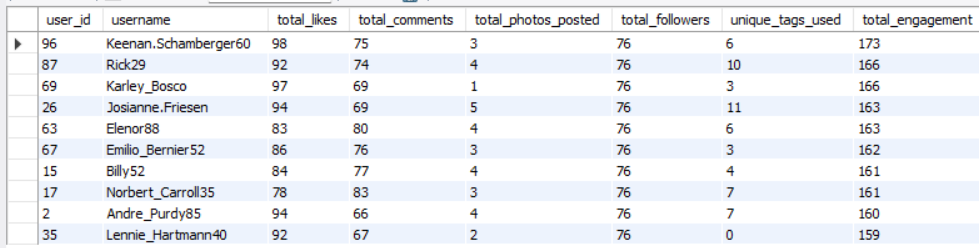 user_id username total_likes total_comments total_photos_posted total_followers unique_tags_used total_engagement
96 Keenan.Schamberger60 98 75 3 76 6 173
87 Rick29 92 74 4 76 10 166
69 Karley_Bosco 97 69 1 76 3 166
26 Josianne.Friesen 94 69 5 76 11 163
63 Elenor88 83 80 4 76 6 163
67 Emilio_Bernier52 86 76 3 76 3 162
15 Billy52 84 77 4 76 4 161
17 Norbert_Carroll35 78 83 3 76 7 161
2 Andre_Purdy85 94 66 4 76 7 160
35 Lennie_Hartmann40 92 67 2 76 0 159